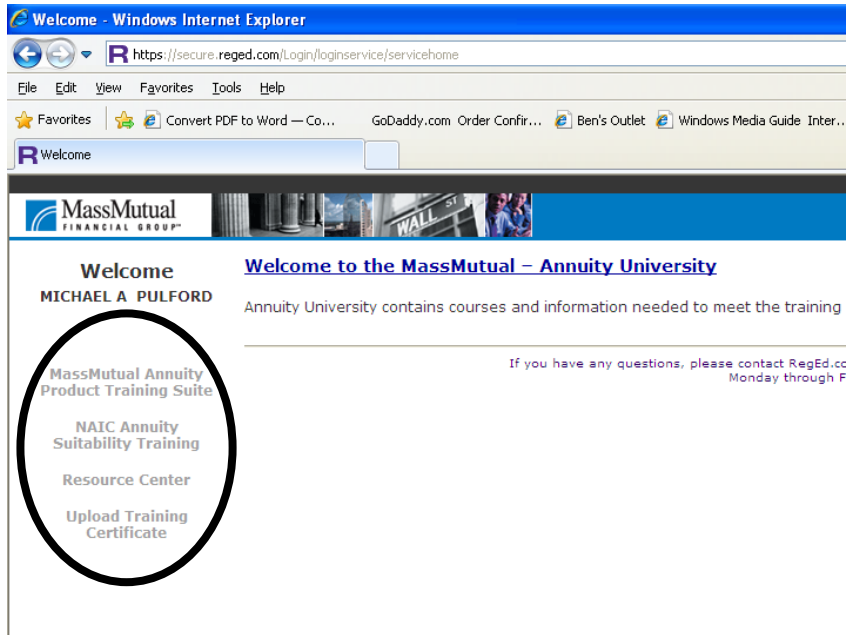 Welcome - Windows Internet Explorer
R https://secure.reged.com/Login/loginservice/servicehome
File Edit View Favorites Tools Help
Favorites Convert PDF to Word — Co... GoDaddy.com Order Confir... Ben's Outlet Windows Media Guide Inter...
R Welcome
MassMutual
FINANCIAL GROUP™
WALL ST
Welcome
MICHAEL A PULFORD
Welcome to the MassMutual – Annuity University
Annuity University contains courses and information needed to meet the training
If you have any questions, please contact RegEd.co
Monday through F
MassMutual Annuity
Product Training Suite
NAIC Annuity
Suitability Training
Resource Center
Upload Training
Certificate